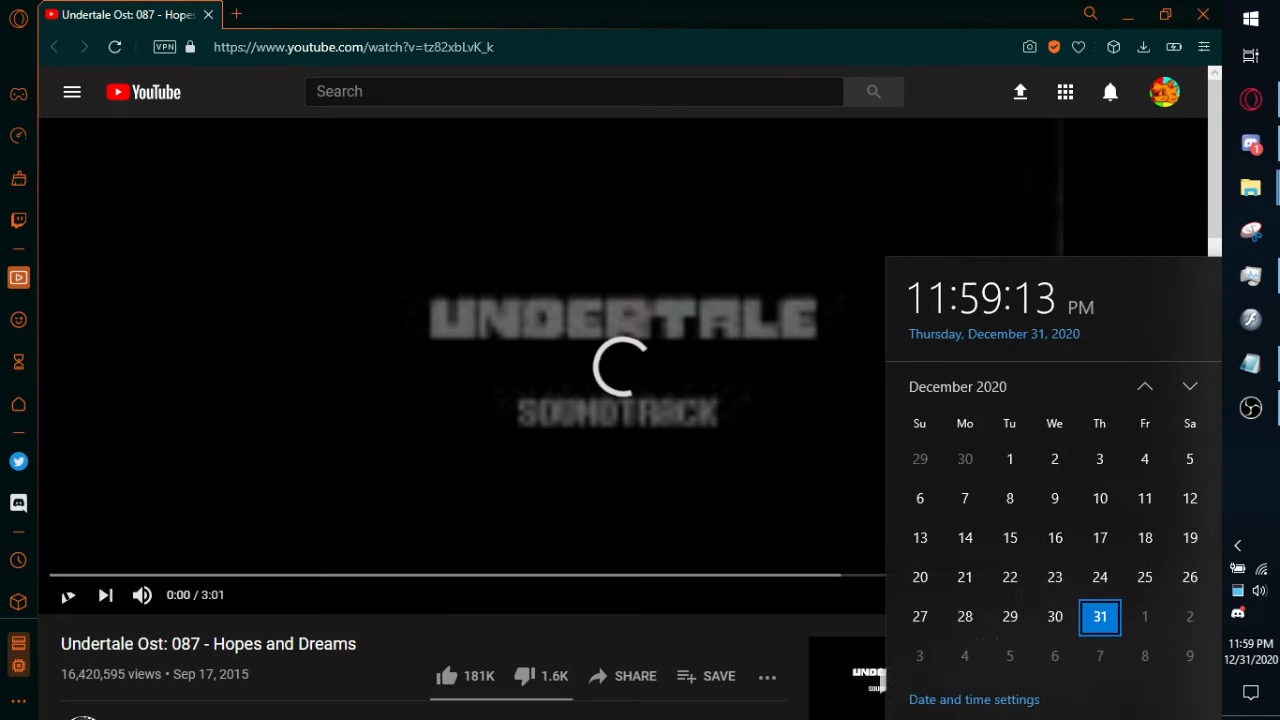 Undertale Ost: 087 - Hopes
VPN
https://www.youtube.com/watch?v=tz82xbLvK_k
YouTube
Search
UNDERTALE
SOUNDTRACK
0:00 / 3:01
Undertale Ost: 087 - Hopes and Dreams
16,420,595 views • Sep 17, 2015
181K
1.6K
SHARE
SAVE
11:59:13 PM
Thursday, December 31, 2020
December 2020
Su Mo Tu We Th Fr Sa
29 30 1 2 3 4 5
6 7 8 9 10 11 12
13 14 15 16 17 18 19
20 21 22 23 24 25 26
27 28 29 30 31 1 2
3 4 5 6 7 8 9
Date and time settings
1
11:59 PM
12/31/2020